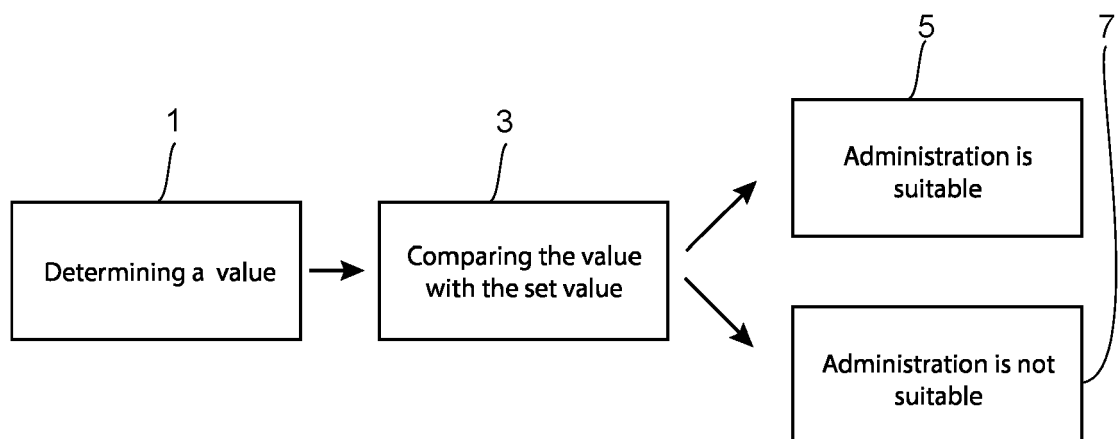 1
3
5
7
Determining a value
Comparing the value
with the set value
Administration is
suitable
Administration is not
suitable